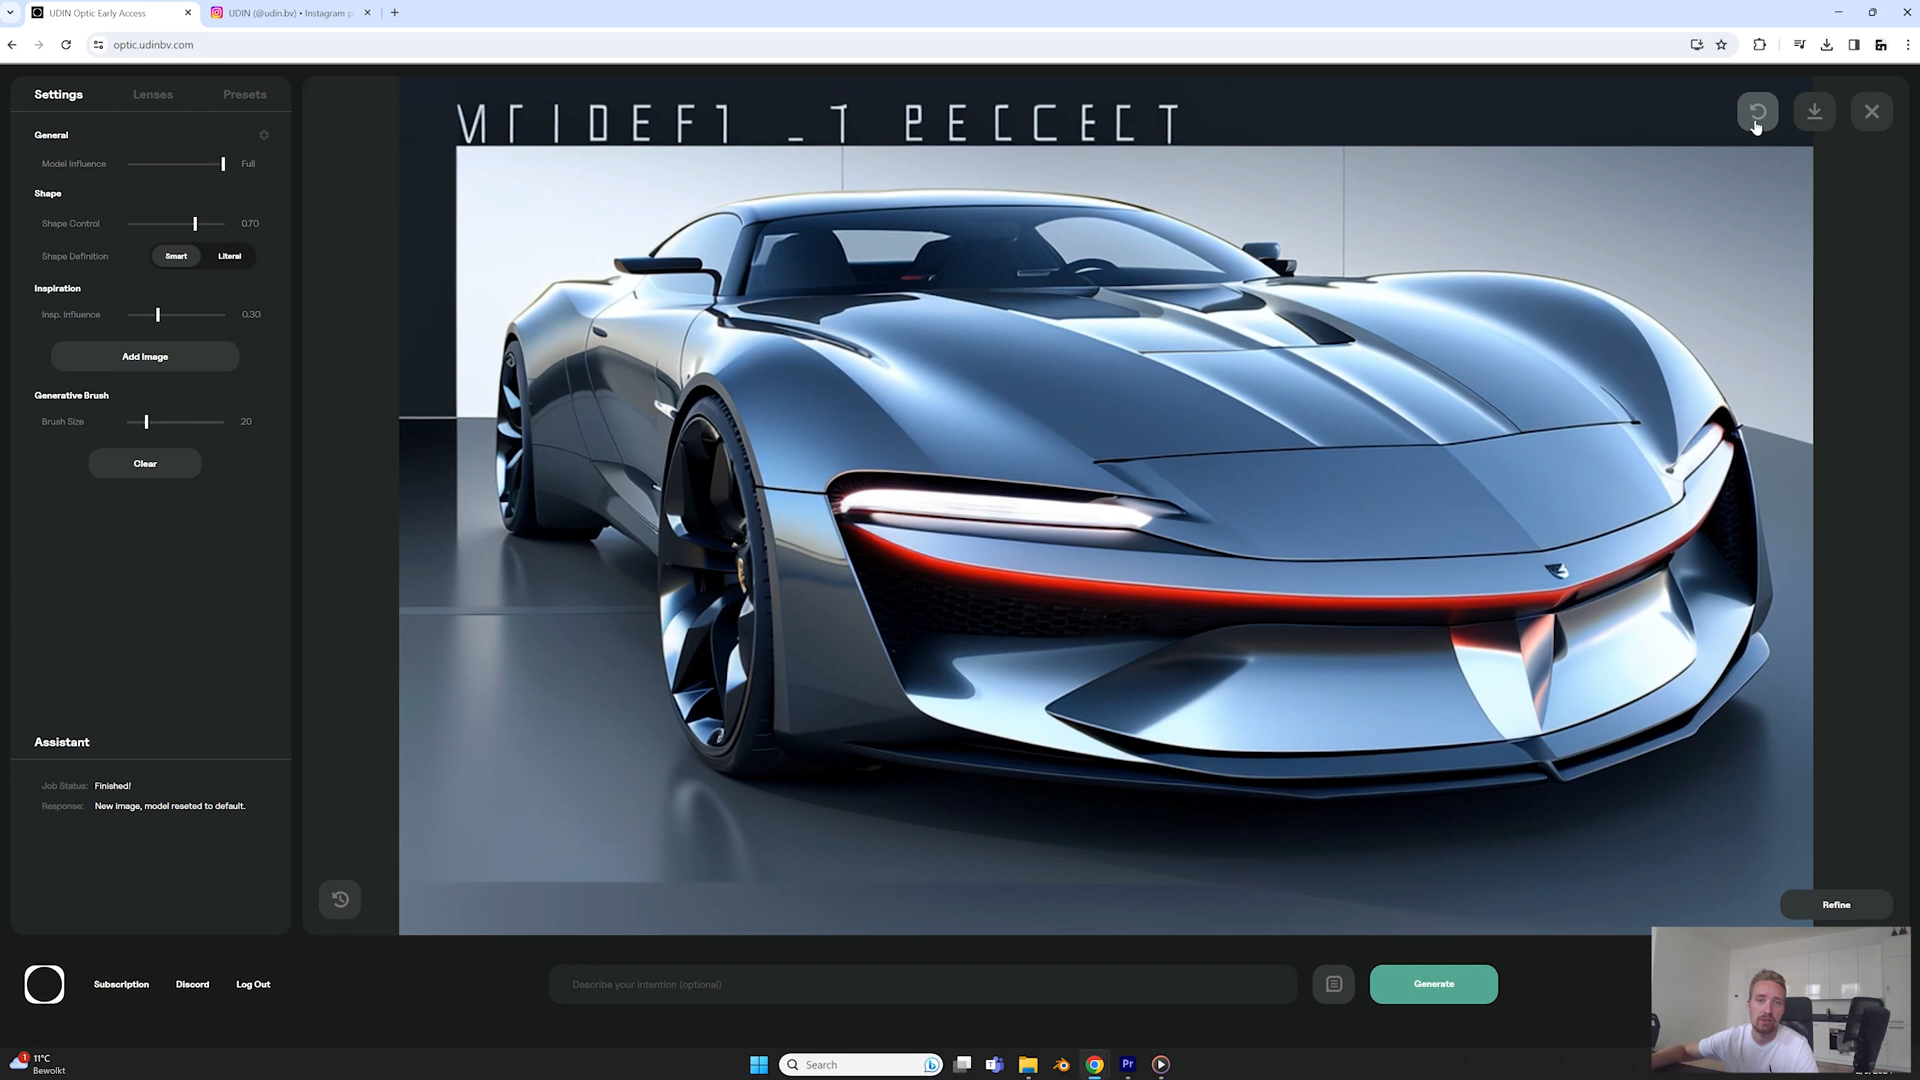 UDIN Optic Early Access
UDIN (@udin.bv) • Instagram p
optic.udinbv.com
Settings
Lenses
Presets
General
Model Influence
Full
Shape
Shape Control
0.70
Shape Definition
Smart
Literal
Inspiration
Insp. Influence
0.30
Add Image
Generative Brush
Brush Size
20
Clear
Assistant
Job Status: Finished!
Response: New image, model reseted to default.
Refine
Subscription
Discord
Log Out
Describe your intention (optional)
Generate
1
11°C
Bewolkt
Search
Pr